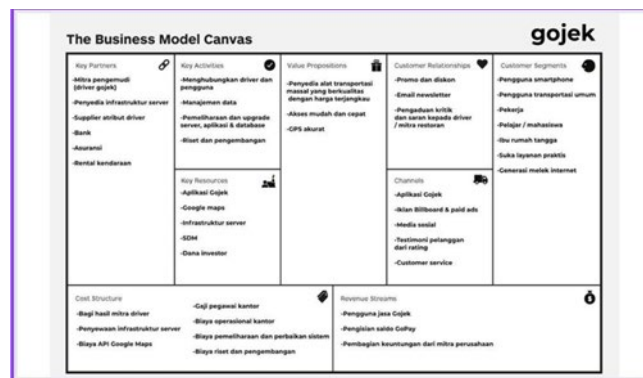 The Business Model Canvas
gojek
Key Partners
-Mitra pengemudi
(driver gojek)
-Penyedia infrastruktur server
-Supplier atribut driver
-Bank
-Asuransi
-Rental kendaraan
Key Activities
-Menghubungkan driver dan
pengguna
-Manajemen data
-Pemeliharaan dan upgrade
server, aplikasi & database
-Riset dan pengembangan
Key Resources
-Aplikasi Gojek
-Google maps
-Infrastruktur server
-SDM
-Dana investor
Value Propositions
-Penyedia alat transportasi
massal yang berkualitas
dengan harga terjangkau
-Akses mudah dan cepat
-GPS akurat
Customer Relationships
-Promo dan diskon
-Email newsletter
-Pengaduan kritik
dan saran kepada driver
/ mitra restoran
Channels
-Aplikasi Gojek
-Iklan Billboard & paid ads
-Media sosial
-Testimoni pelanggan
dari rating
-Customer service
Customer Segments
-Pengguna smartphone
-Pengguna transportasi umum
-Pekerja
-Pelajar / mahasiswa
-Ibu rumah tangga
-Suka layanan praktis
-Generasi melek internet
Cost Structure
-Bagi hasil mitra driver
-Penyewaan infrastruktur server
-Biaya API Google Maps
-Gaji pegawai kantor
-Biaya operasional kantor
-Biaya pemeliharaan dan perbaikan sistem
-Biaya riset dan pengembangan
Revenue Streams
-Pengguna jasa Gojek
-Pengisian saldo GoPay
-Pembagian keuntungan dari mitra perusahaan